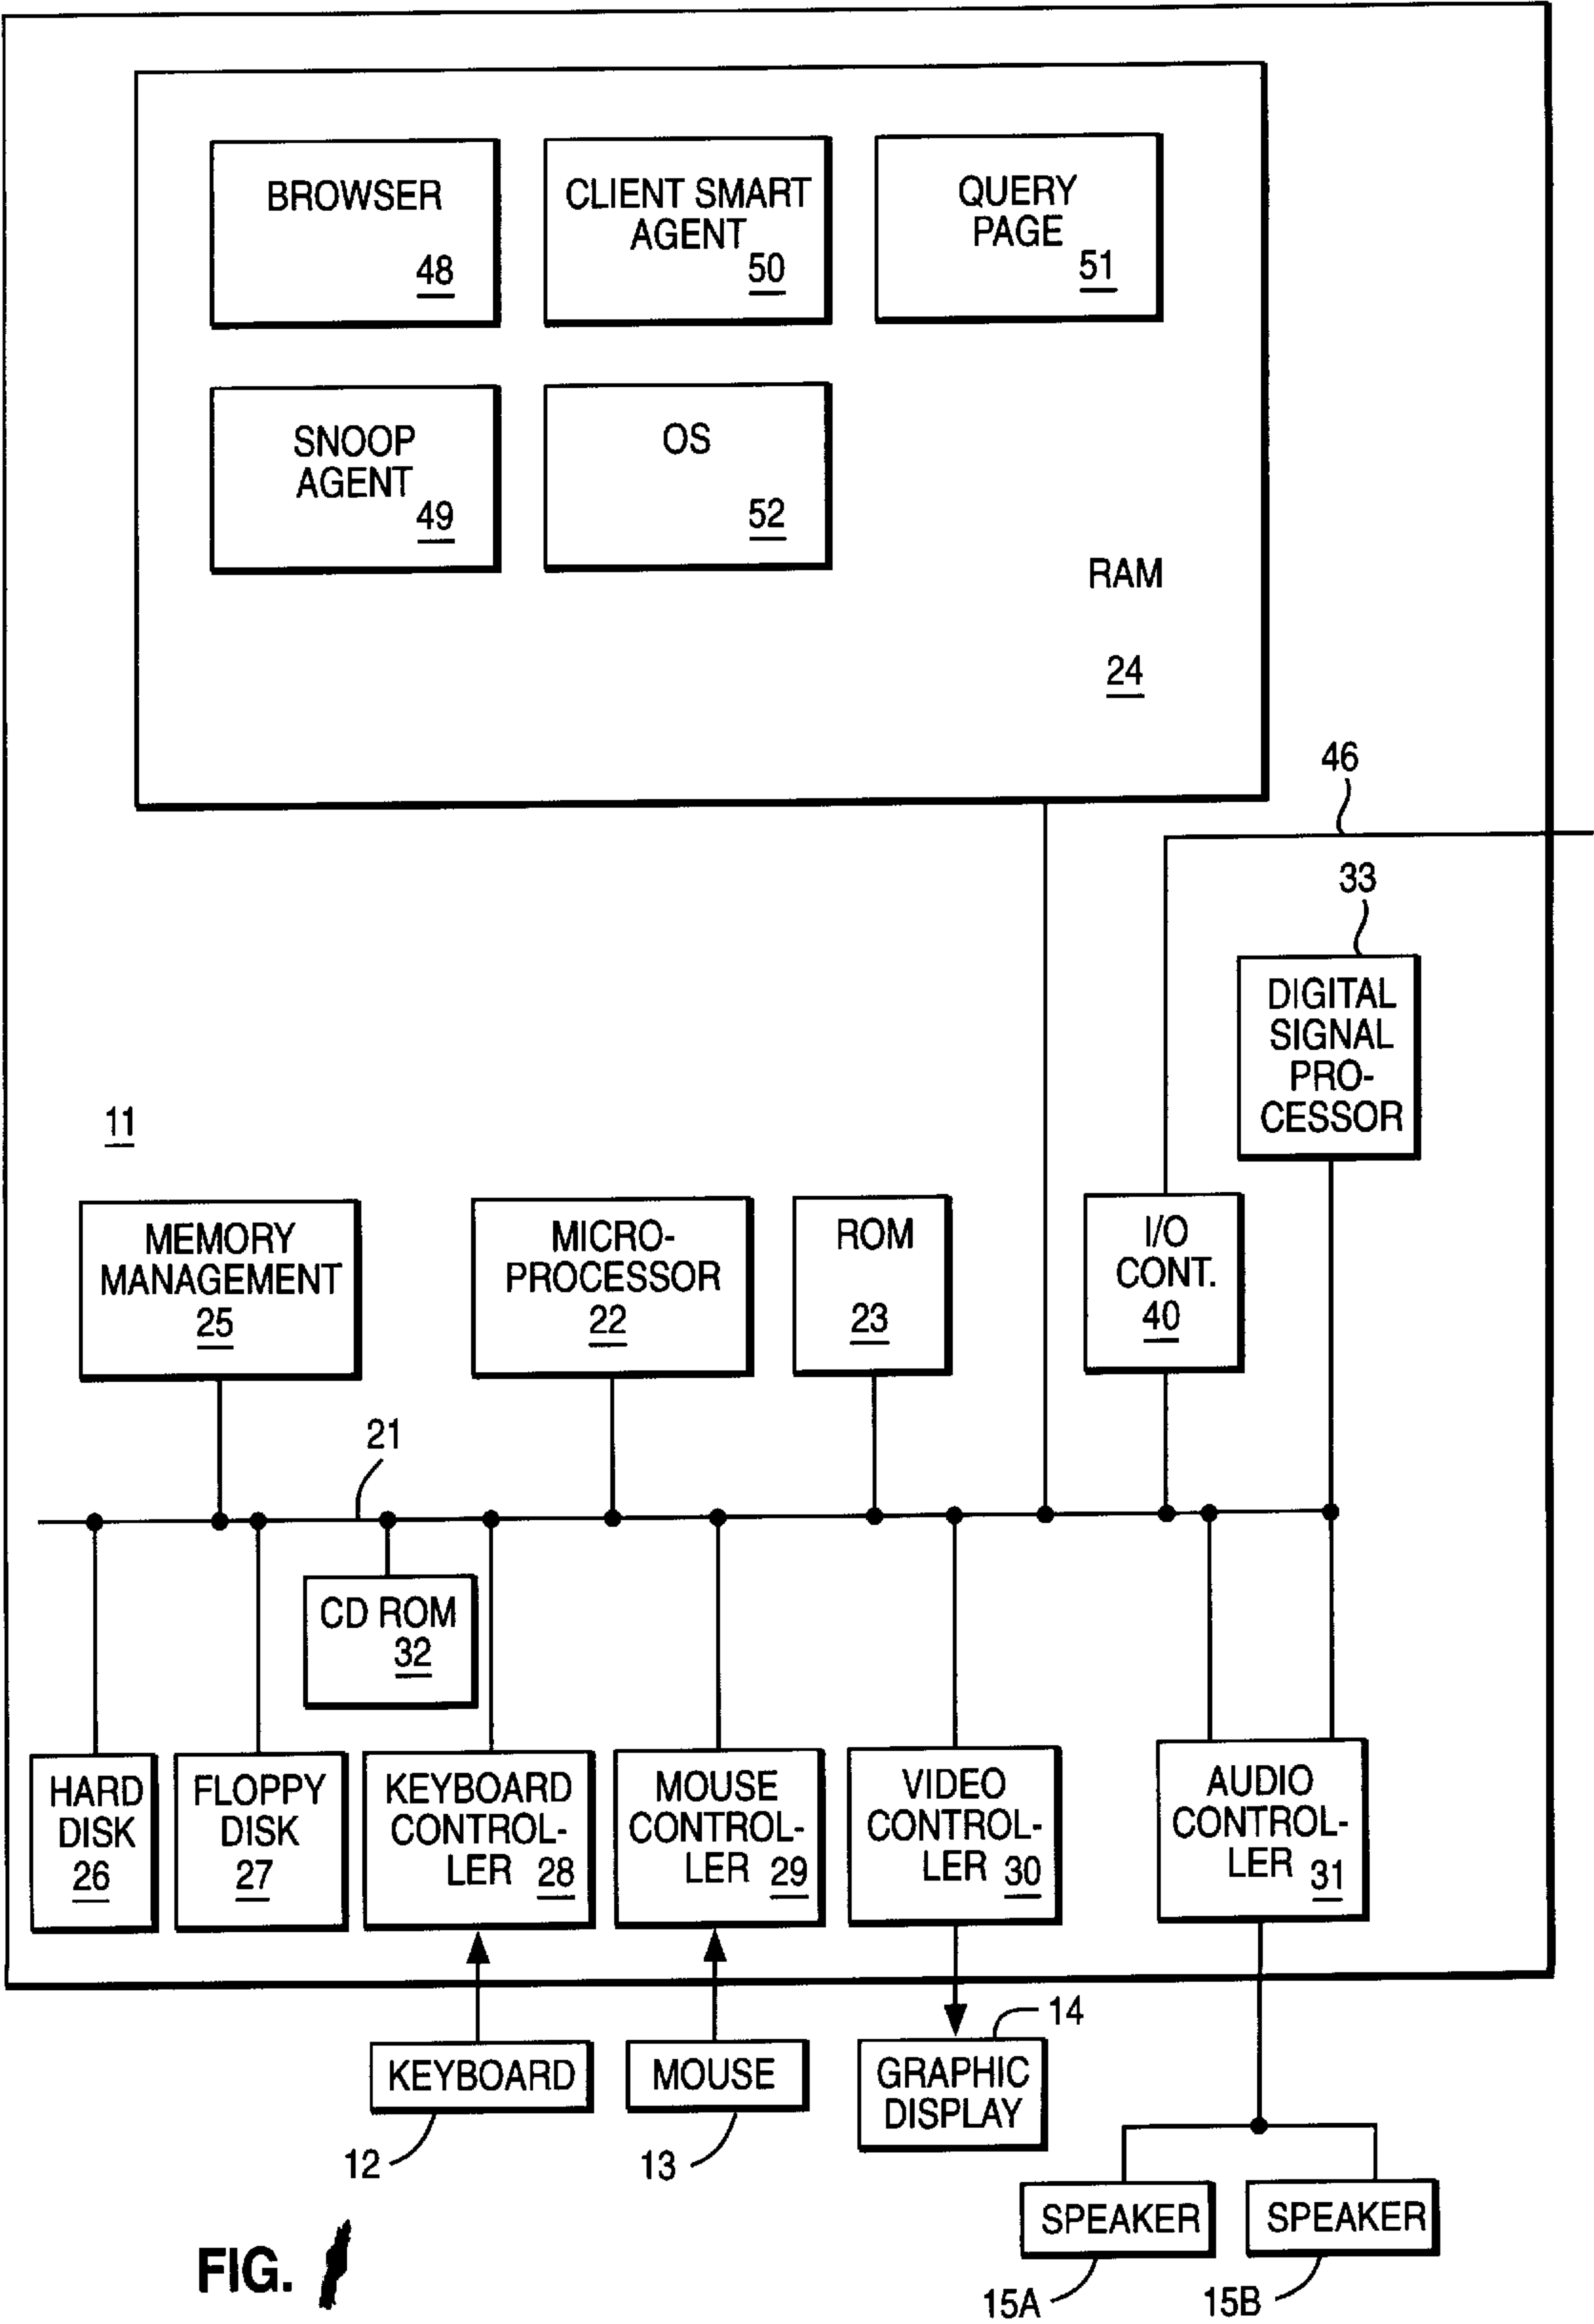 BROWSER
48
CLIENT SMART
AGENT
50
QUERY
PAGE
51
SNOOP
AGENT
49
OS
52
RAM
24
46
33
DIGITAL
SIGNAL
PRO-
CESSOR
11
MEMORY
MANAGEMENT
25
MICRO-
PROCESSOR
22
ROM
23
I/O
CONT.
40
21
CD ROM
32
HARD
DISK
26
FLOPPY
DISK
27
KEYBOARD
CONTROL-
LER 28
MOUSE
CONTROL-
LER 29
VIDEO
CONTROL-
LER 30
AUDIO
CONTROL-
LER 31
KEYBOARD
12
MOUSE
13
14
GRAPHIC
DISPLAY
SPEAKER
15A
SPEAKER
15B
FIG. 1